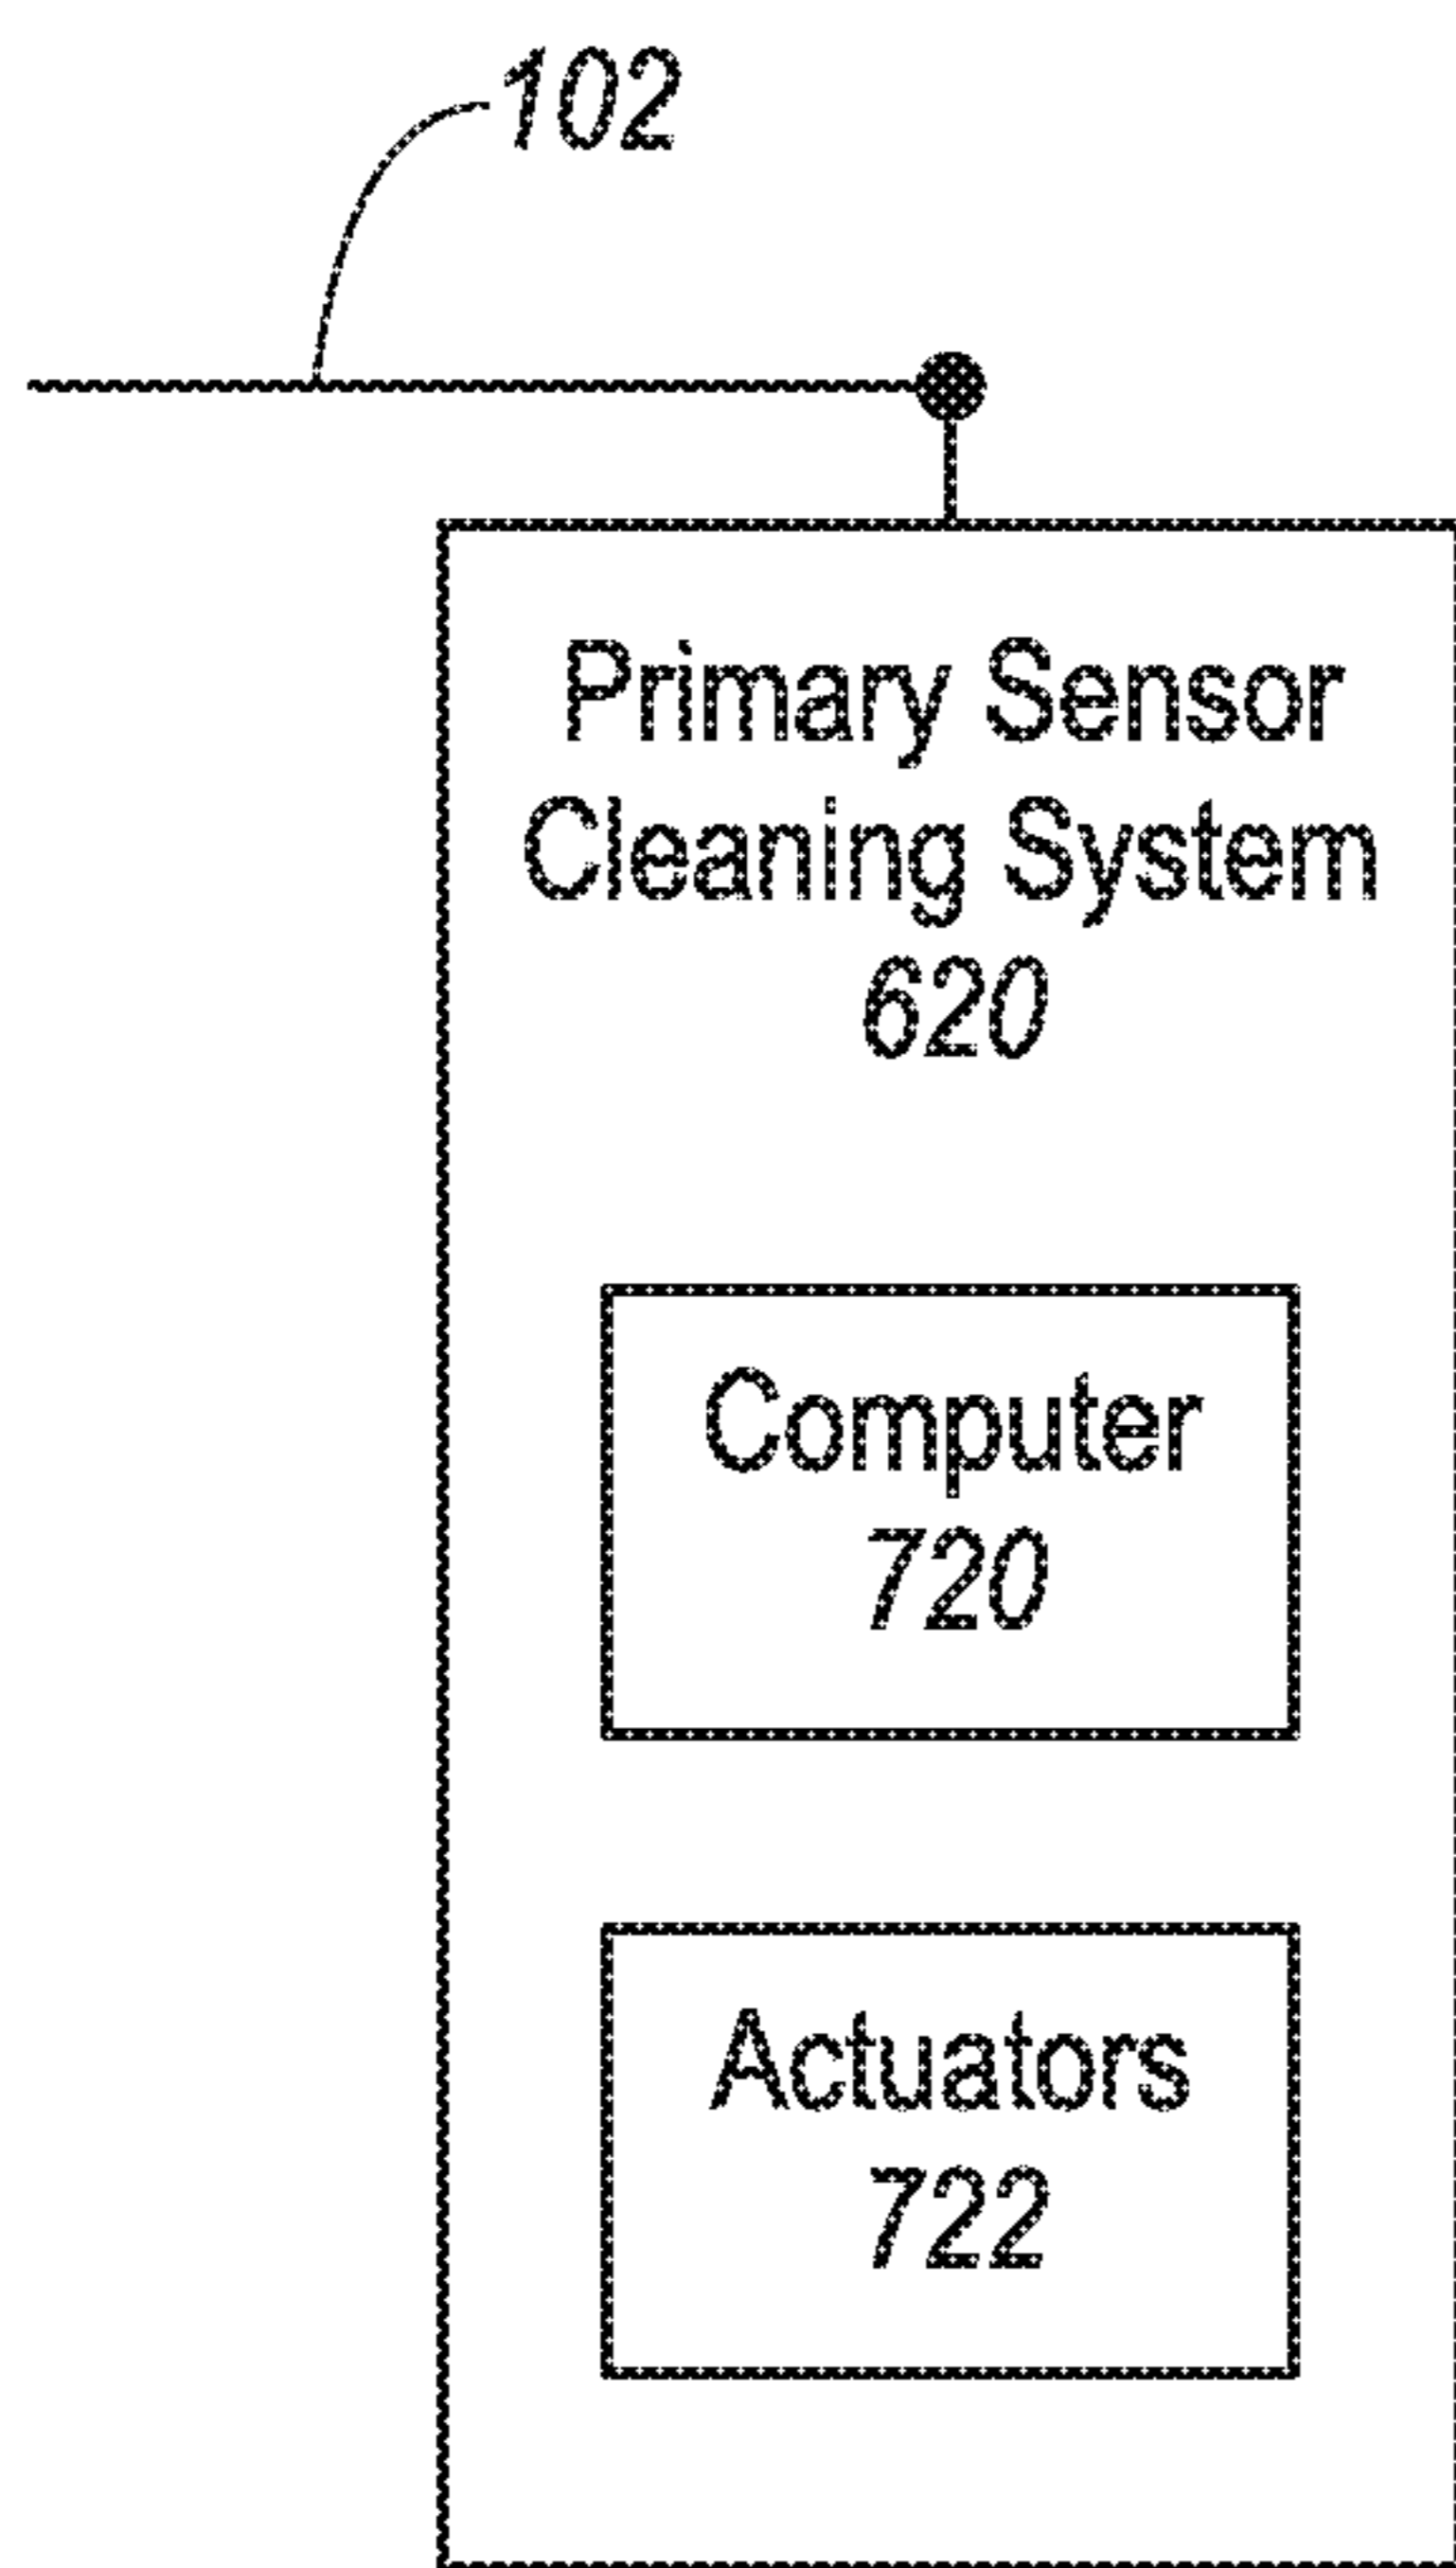 102
Primary Sensor
Cleaning System
620
Computer
720
Actuators
722